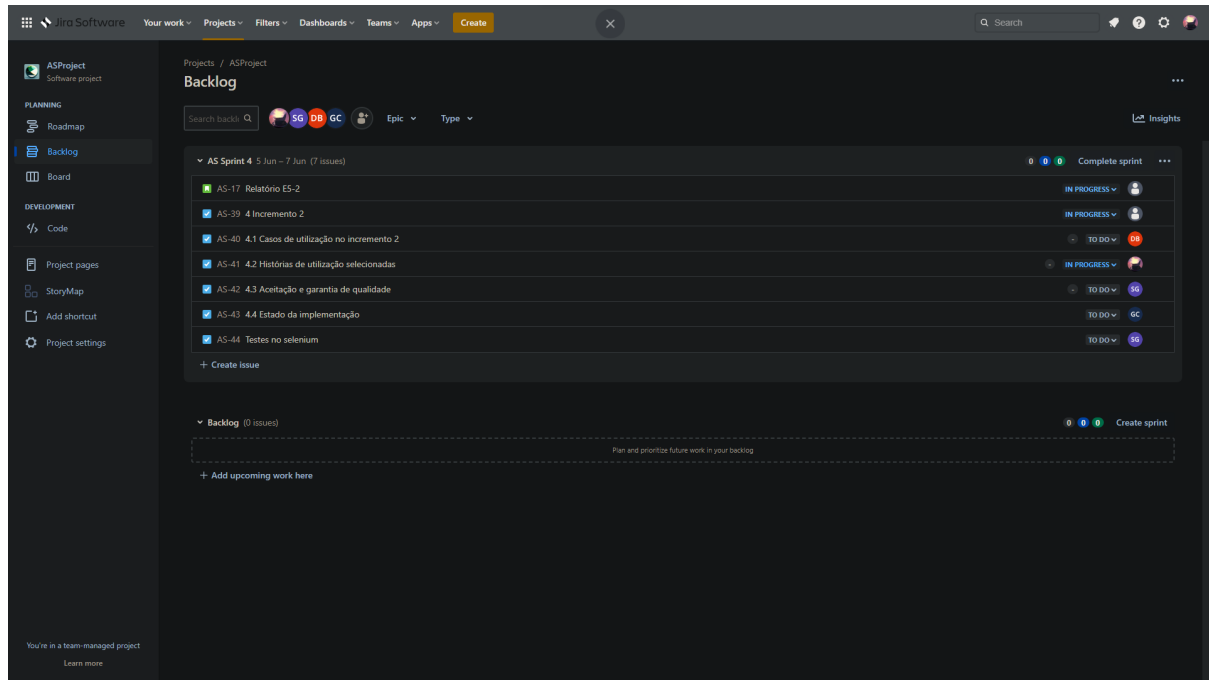 Jira Software Your work Projects Filters Dashboards Teams Apps Create Search
ASProject
Software project
PLANNING
Roadmap
Backlog
Board
DEVELOPMENT
Code
Project pages
StoryMap
Add shortcut
Project settings
You're in a team-managed project
Learn more
Projects / ASProject
Backlog
Search backl SG DB GC Epic Type Insights
AS Sprint 4 5 Jun – 7 Jun (7 issues) 0 0 0 Complete sprint
AS-17 Relatório ES-2 IN PROGRESS
AS-39 4 Incremento 2 IN PROGRESS
AS-40 4.1 Casos de utilização no incremento 2 - TO DO DB
AS-41 4.2 Histórias de utilização selecionadas - IN PROGRESS
AS-42 4.3 Aceitação e garantia de qualidade - TO DO SG
AS-43 4.4 Estado da implementação TO DO GC
AS-44 Testes no selenium TO DO SG
+ Create issue
Backlog (0 issues) 0 0 0 Create sprint
Plan and prioritize future work in your backlog
+ Add upcoming work here